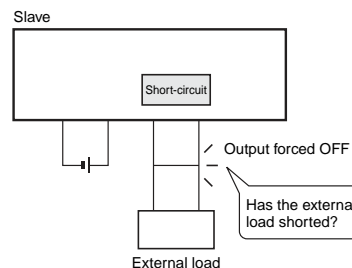 Slave
Short-circuit
Output forced OFF
Has the externa
load shorted?
External load